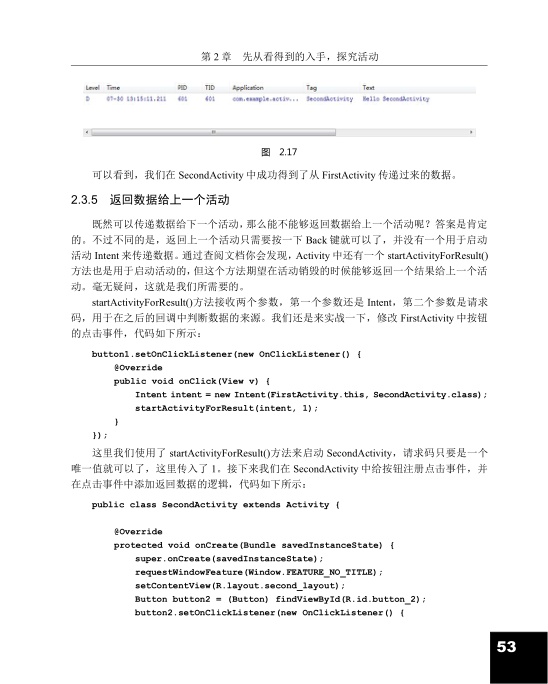 第 2 章 先从看得到的入手，探究活动
Level Time PID TID Application Tag Text
D 07-30 13:15:11.211 601 601 com.example.activ... SecondActivity Hello SecondActivity
图 2.17
可以看到，我们在 SecondActivity 中成功得到了从 FirstActivity 传递过来的数据。
2.3.5 返回数据给上一个活动
既然可以传递数据给下一个活动，那么能不能够返回数据给上一个活动呢？答案是肯定
的。不过不同的是，返回上一个活动只需要按一下 Back 键就可以了，并没有一个用于启动
活动 Intent 来传递数据。通过查阅文档你会发现，Activity 中还有一个 startActivityForResult()
方法也是用于启动活动的，但这个方法期望在活动销毁的时候能够返回一个结果给上一个活
动。毫无疑问，这就是我们所需要的。
startActivityForResult()方法接收两个参数，第一个参数还是 Intent，第二个参数是请求
码，用于在之后的回调中判断数据的来源。我们还是来实战一下，修改 FirstActivity 中按钮
的点击事件，代码如下所示：
button1.setOnClickListener(new OnClickListener() {
@Override
public void onClick(View v) {
Intent intent = new Intent(FirstActivity.this, SecondActivity.class);
startActivityForResult(intent, 1);
}
});
这里我们使用了 startActivityForResult()方法来启动 SecondActivity，请求码只要是一个
唯一值就可以了，这里传入了 1。接下来我们在 SecondActivity 中给按钮注册点击事件，并
在点击事件中添加返回数据的逻辑，代码如下所示：
public class SecondActivity extends Activity {
@Override
protected void onCreate(Bundle savedInstanceState) {
super.onCreate(savedInstanceState);
requestWindowFeature(Window.FEATURE_NO_TITLE);
setContentView(R.layout.second_layout);
Button button2 = (Button) findViewById(R.id.button_2);
button2.setOnClickListener(new OnClickListener() {
53